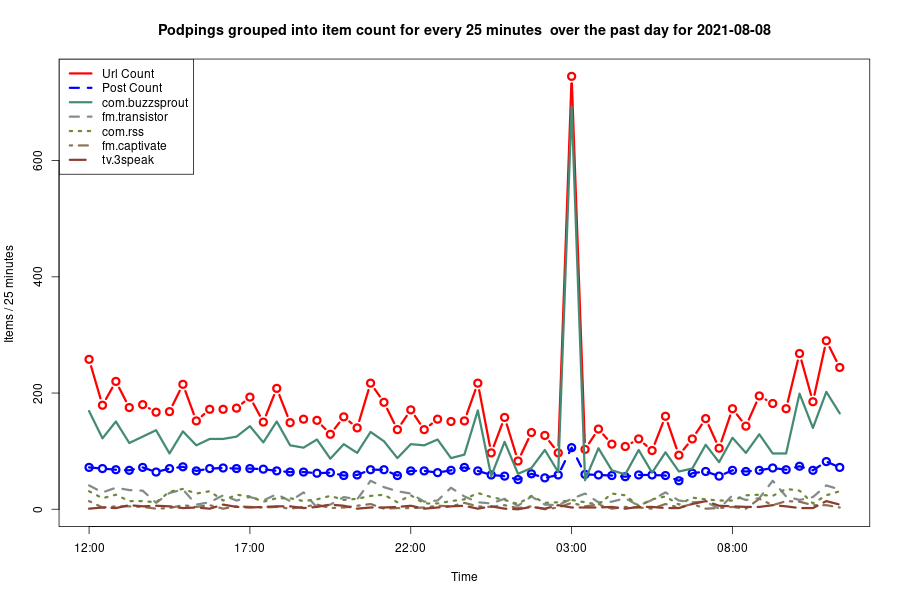 Podpings grouped into item count for every 25 minutes  over the past day for 2021-08-08
Url Count
Post Count
com.buzzsprout
fm.transistor
com.rss
fm.captivate
tv.3speak
Items / 25 minutes
600
400
200
0
12:00 17:00 22:00 03:00 08:00
Time